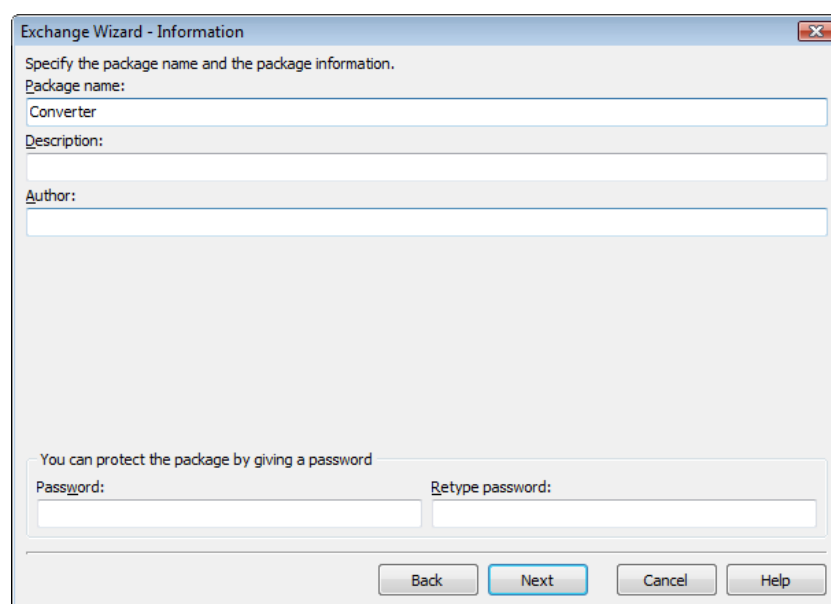 Exchange Wizard - Information
Specify the package name and the package information.
Package name:
Converter
Description:
Author:
You can protect the package by giving a password
Password:
Retype password:
Back
Next
Cancel
Help